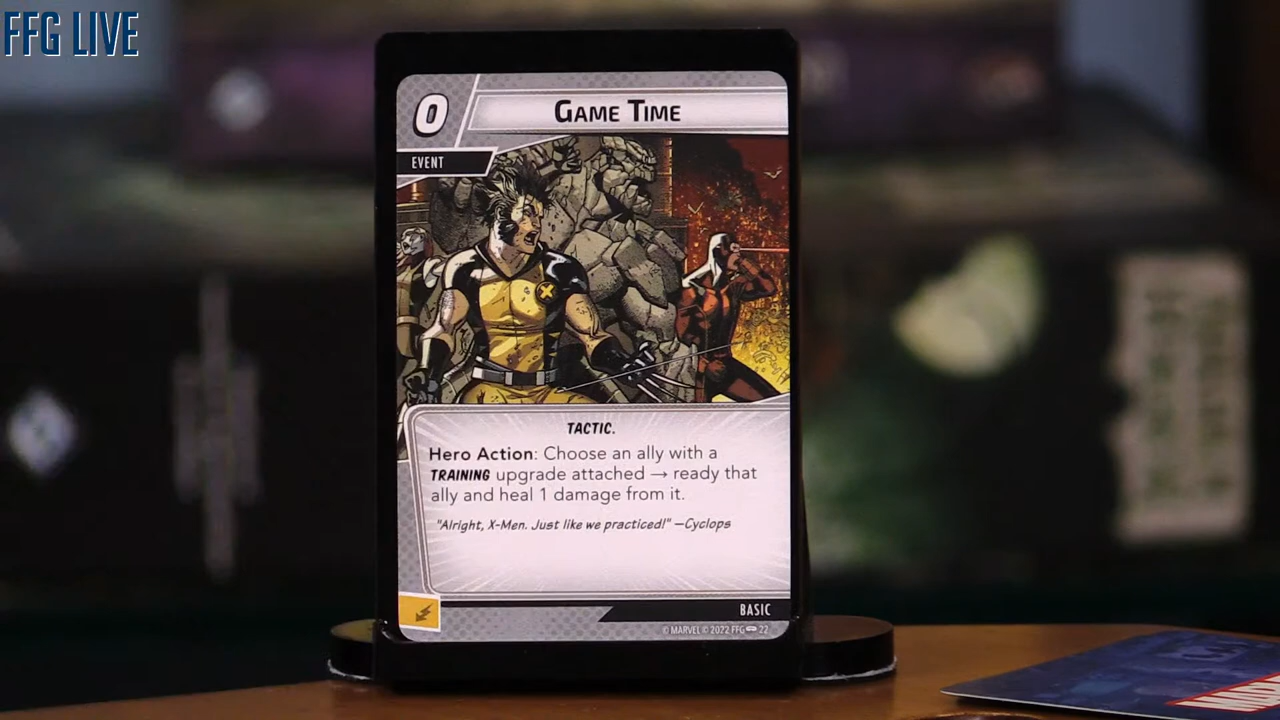 FFG LIVE
0
GAME TIME
EVENT
TACTIC.
Hero Action: Choose an ally with a
TRAINING upgrade attached → ready that
ally and heal 1 damage from it.
"Alright, X-Men. Just like we practiced!" —Cyclops
BASIC
© MARVEL © 2022 FFG 22